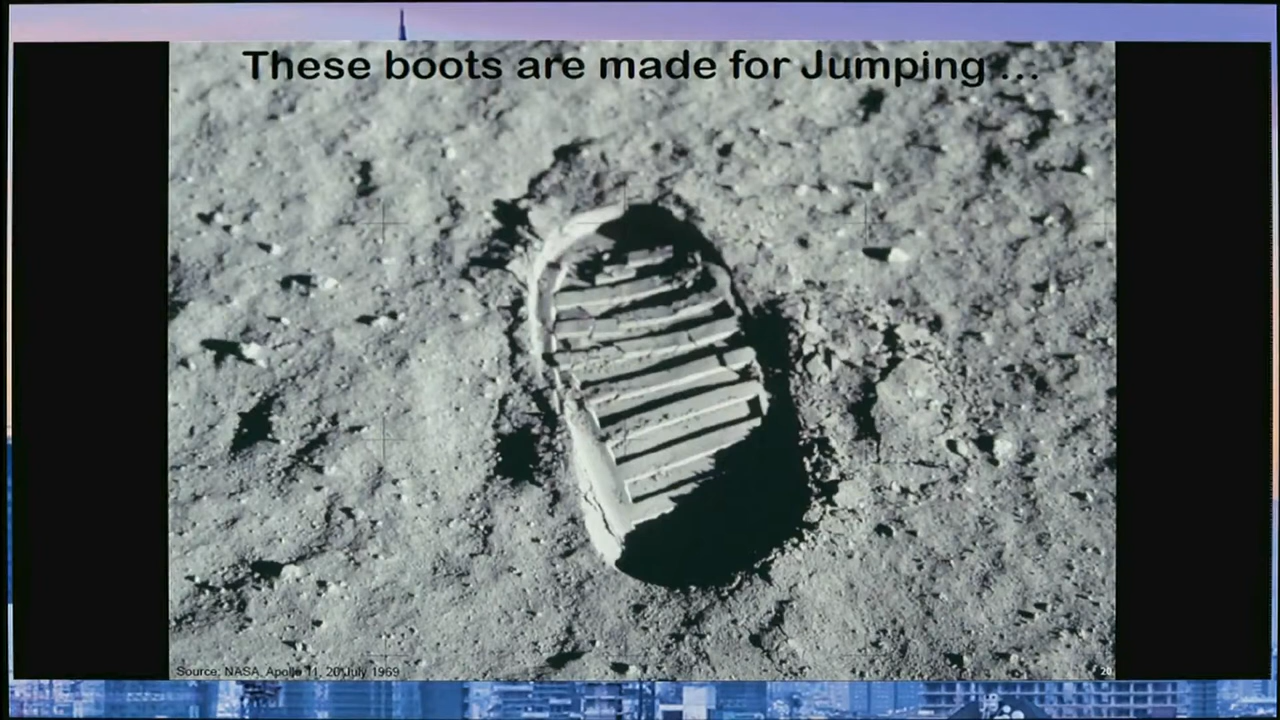 These boots are made for Jumping ...
Source: NASA, Apollo 11, 20 July 1969
20